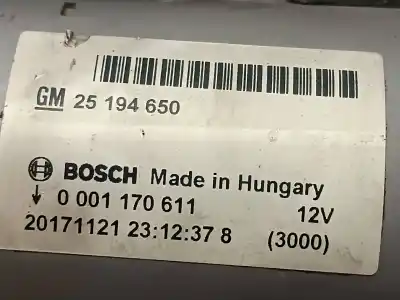 GM 25 194 650
BOSCH Made in Hungary
0 001 170 611 12V
20171121 23:12:37 8 (3000)